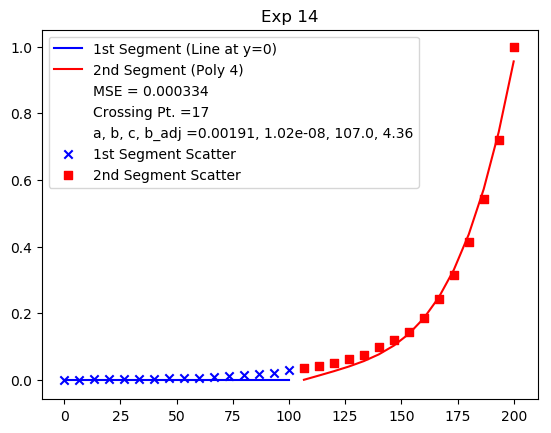 Exp 14
1st Segment (Line at y=0)
2nd Segment (Poly 4)
MSE = 0.000334
Crossing Pt. =17
a, b, c, b_adj =0.00191, 1.02e-08, 107.0, 4.36
1st Segment Scatter
2nd Segment Scatter
1.0
0.8
0.6
0.4
0.2
0.0
0 25 50 75 100 125 150 175 200